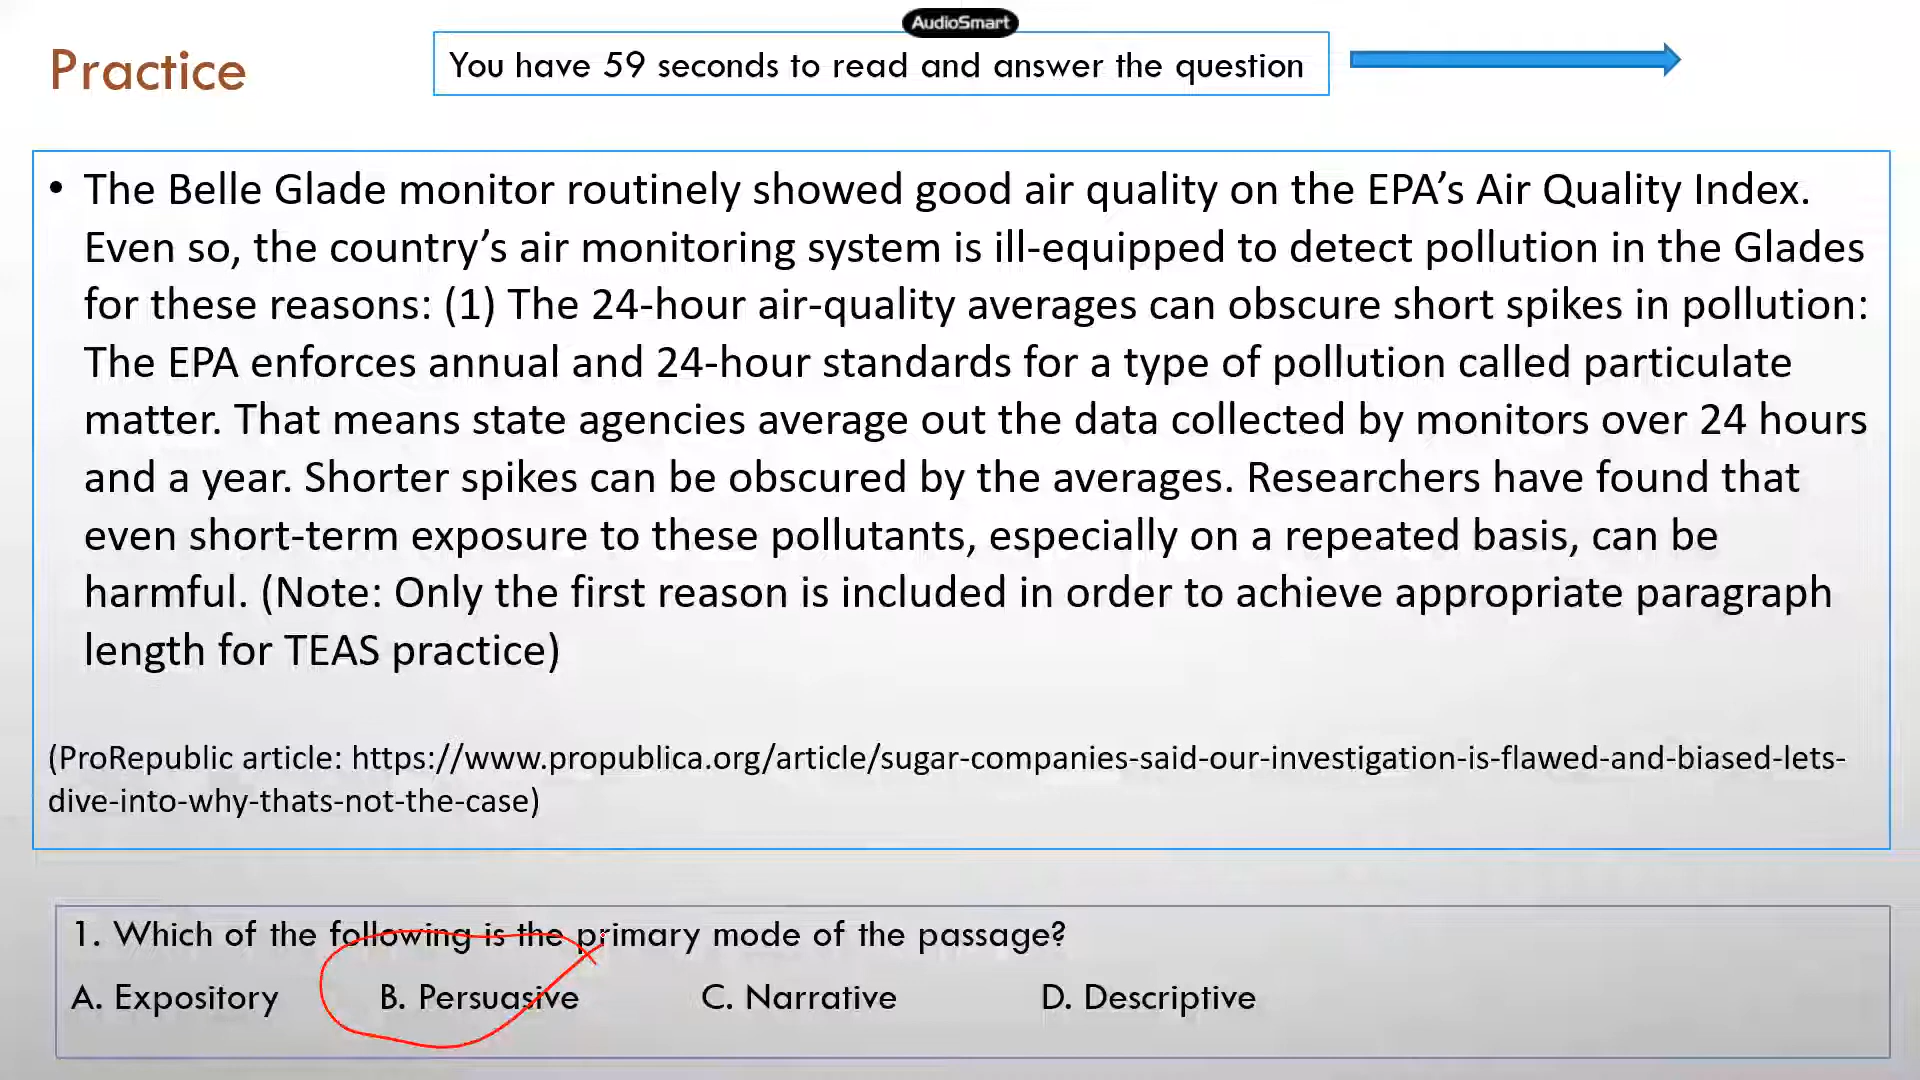 AudioSmart
Practice
You have 59 seconds to read and answer the question
• The Belle Glade monitor routinely showed good air quality on the EPA’s Air Quality Index.
Even so, the country’s air monitoring system is ill-equipped to detect pollution in the Glades
for these reasons: (1) The 24-hour air-quality averages can obscure short spikes in pollution:
The EPA enforces annual and 24-hour standards for a type of pollution called particulate
matter. That means state agencies average out the data collected by monitors over 24 hours
and a year. Shorter spikes can be obscured by the averages. Researchers have found that
even short-term exposure to these pollutants, especially on a repeated basis, can be
harmful. (Note: Only the first reason is included in order to achieve appropriate paragraph
length for TEAS practice)
(ProRepublic article: https://www.propublica.org/article/sugar-companies-said-our-investigation-is-flawed-and-biased-lets-
dive-into-why-thats-not-the-case)
1. Which of the following is the primary mode of the passage?
A. Expository B. Persuasive C. Narrative D. Descriptive